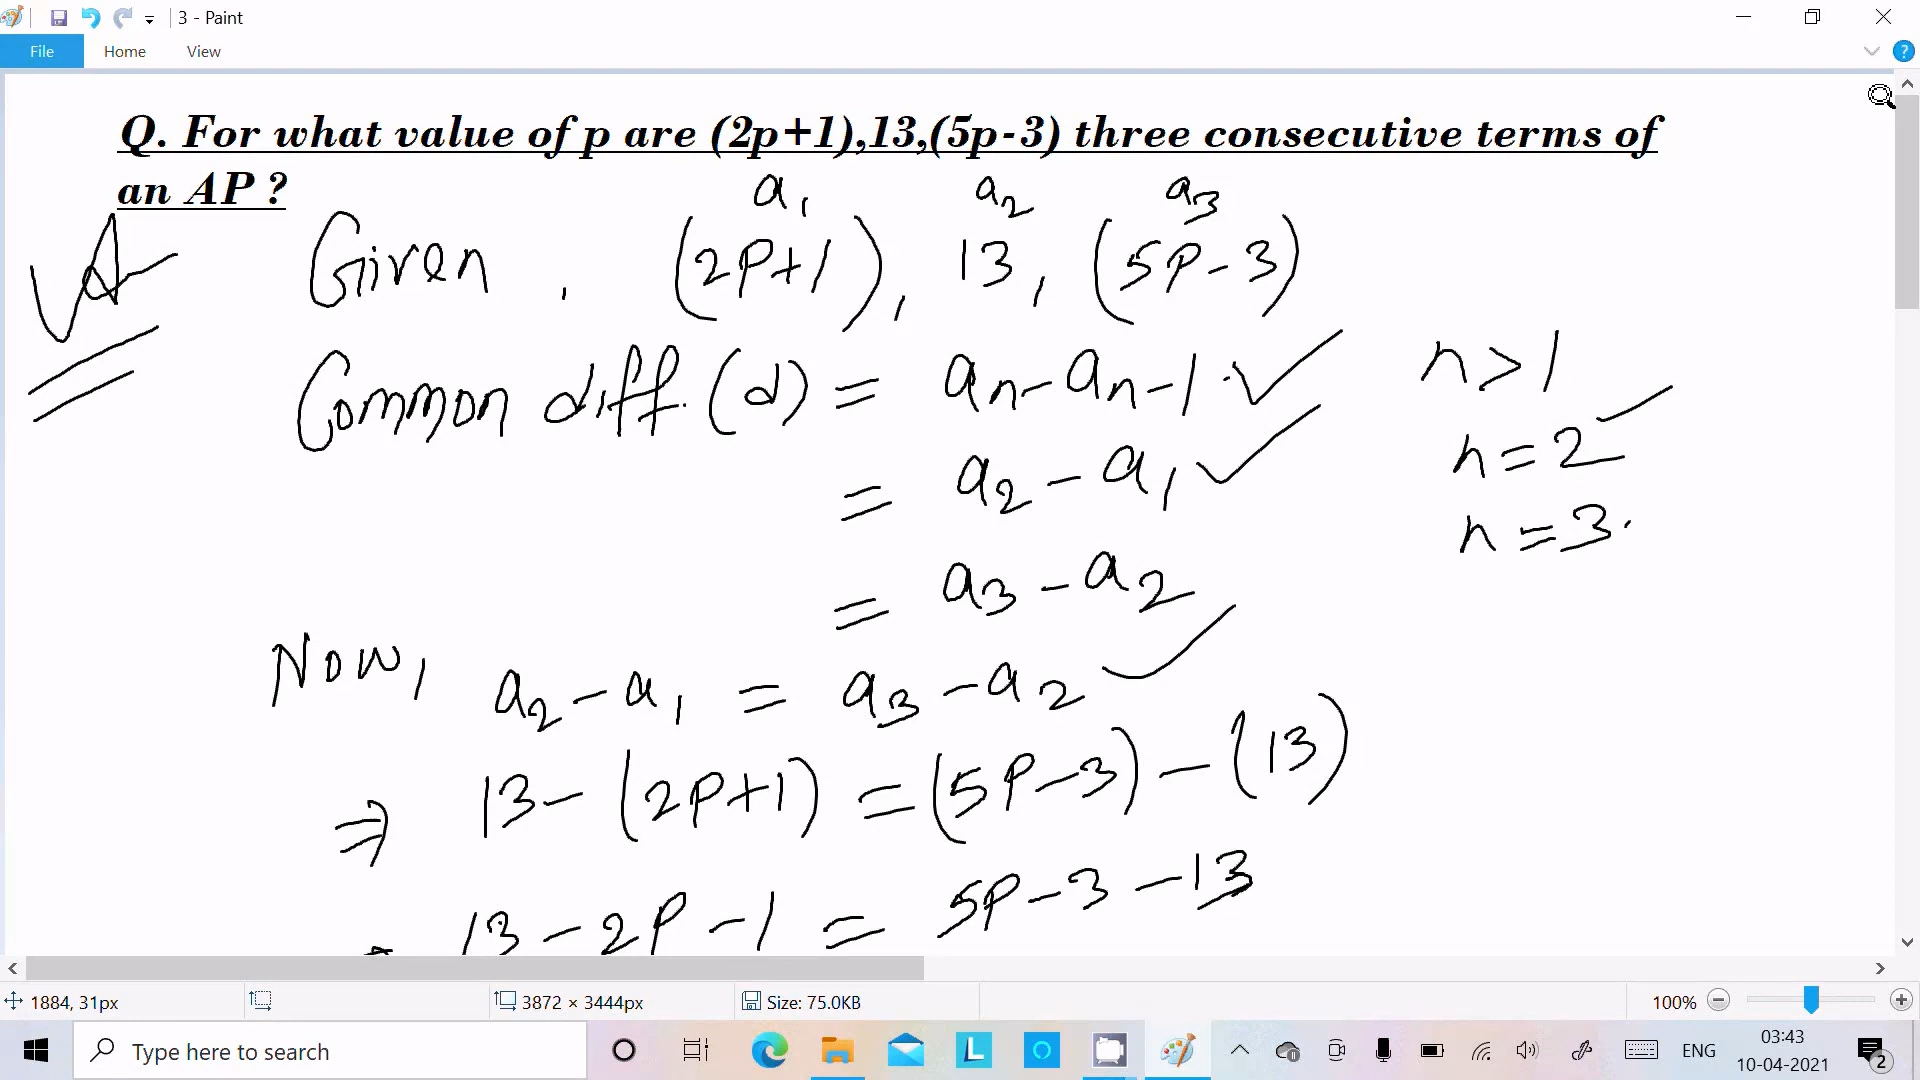 3 - Paint
File Home View
Q. For what value of p are (2p+1),13,(5p-3) three consecutive terms of
an AP ?
a1 a2 a3
Given, (2P+1), 13, (5P-3)
Common diff.(d) = an - an-1 n>1
= a2 - a1 n=2
= a3 - a2 n=3.
Now, a2 - a1 = a3 - a2
⇒ 13 - (2P+1) = (5P-3) - (13)
13 - 2P - 1 = 5P - 3 - 13
1884, 31px 3872 × 3444px Size: 75.0KB 100%
Type here to search L ENG 03:43
10-04-2021 2